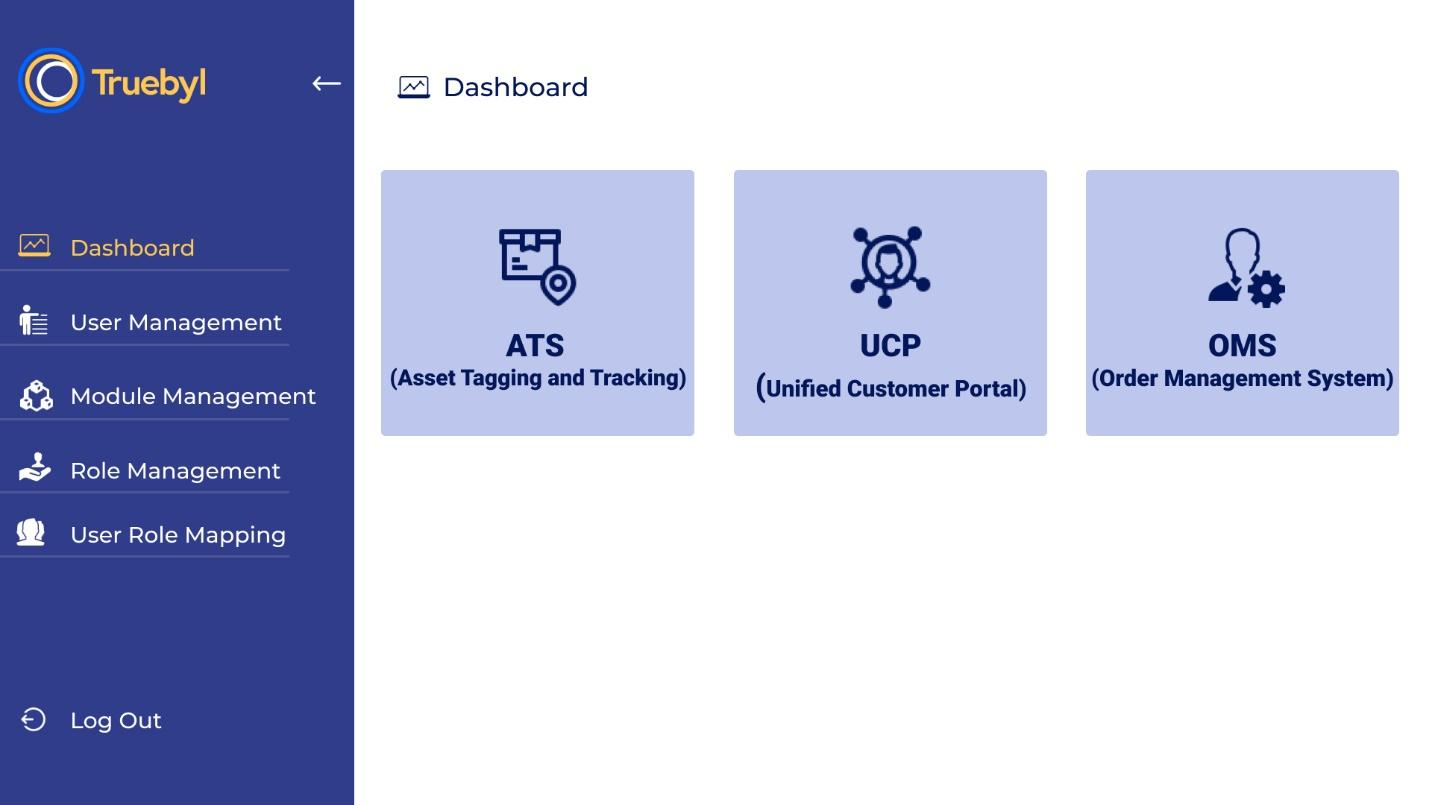 Truebyl
Dashboard
User Management
Module Management
Role Management
User Role Mapping
Log Out
Dashboard
ATS
(Asset Tagging and Tracking)
UCP
(Unified Customer Portal)
OMS
(Order Management System)